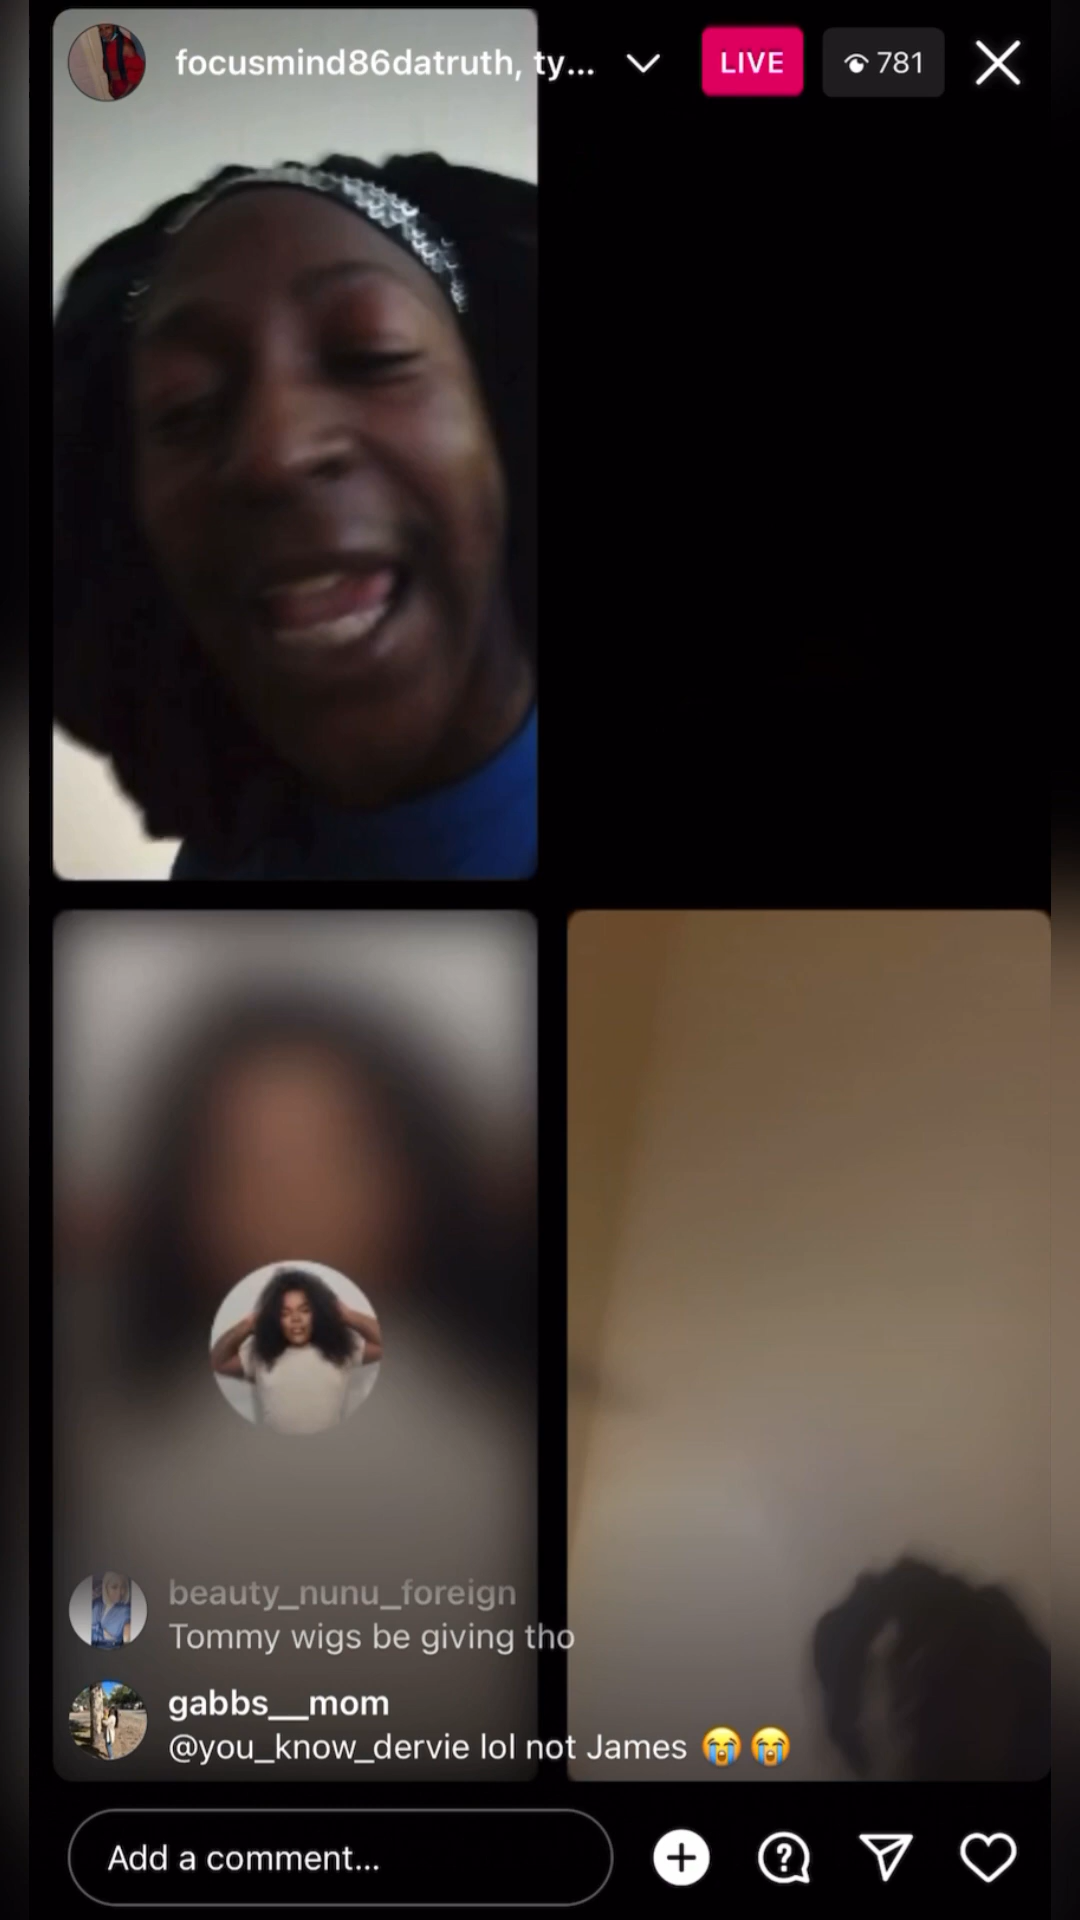 focusmind86datruth, ty...
LIVE
781
beauty_nunu_foreign
Tommy wigs be giving tho
gabbs__mom
@you_know_dervie lol not James 😭😭
Add a comment...